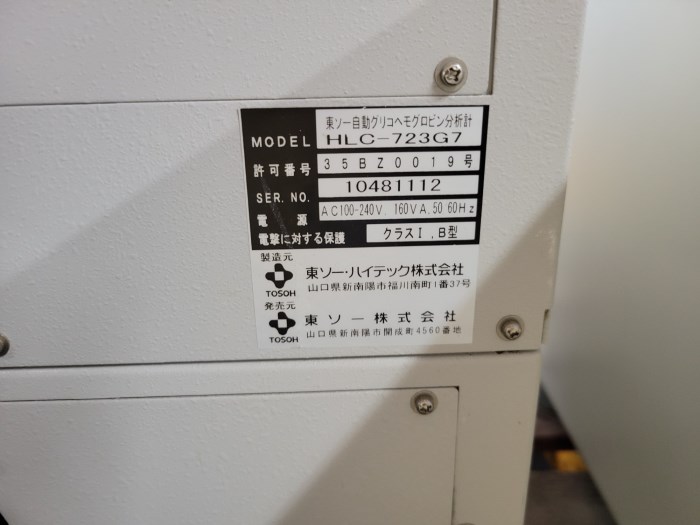 東ソー自動グリコヘモグロビン分析計
MODEL HLC-723G7
許可番号 35BZ0019号
SER. NO. 10481112
電源 AC100-240V. 160VA. 50 60Hz
電撃に対する保護 クラスI , B型
製造元
TOSOH 東ソー・ハイテック株式会社
山口県新南陽市福川南町1番37号
発売元
TOSOH 東ソー株式会社
山口県新南陽市開成町4560番地